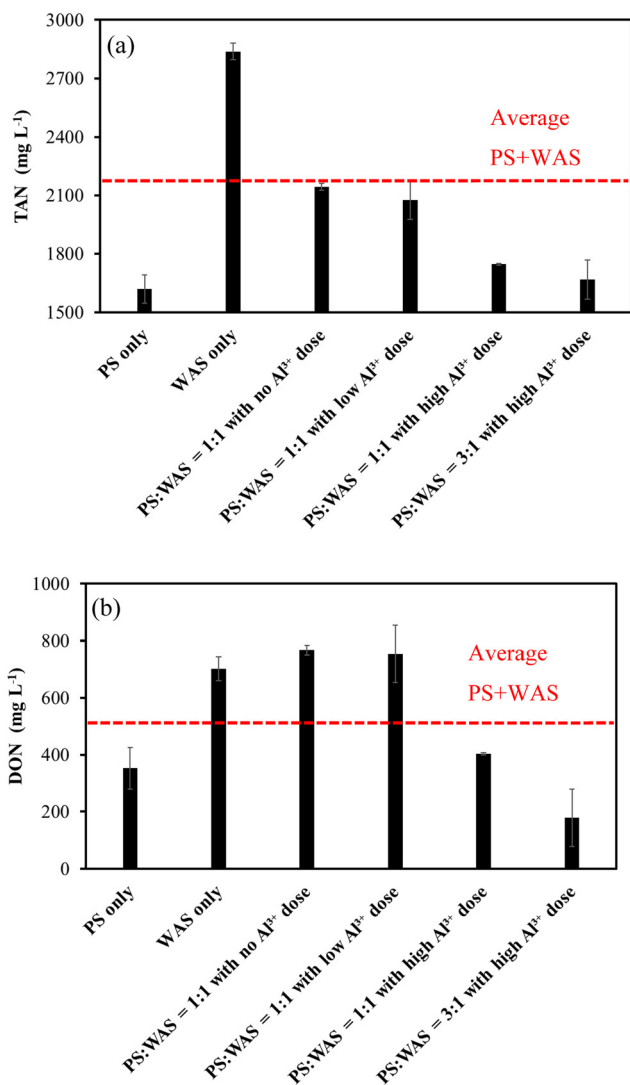 (a)
3000
2700
2400
2100
1800
1500
TAN (mg L⁻¹)
Average
PS+WAS
PS only
WAS only
PS:WAS = 1:1 with no Al³⁺ dose
PS:WAS = 1:1 with low Al³⁺ dose
PS:WAS = 1:1 with high Al³⁺ dose
PS:WAS = 3:1 with high Al³⁺ dose
(b)
1000
800
600
400
200
0
DON (mg L⁻¹)
Average
PS+WAS
PS only
WAS only
PS:WAS = 1:1 with no Al³⁺ dose
PS:WAS = 1:1 with low Al³⁺ dose
PS:WAS = 1:1 with high Al³⁺ dose
PS:WAS = 3:1 with high Al³⁺ dose